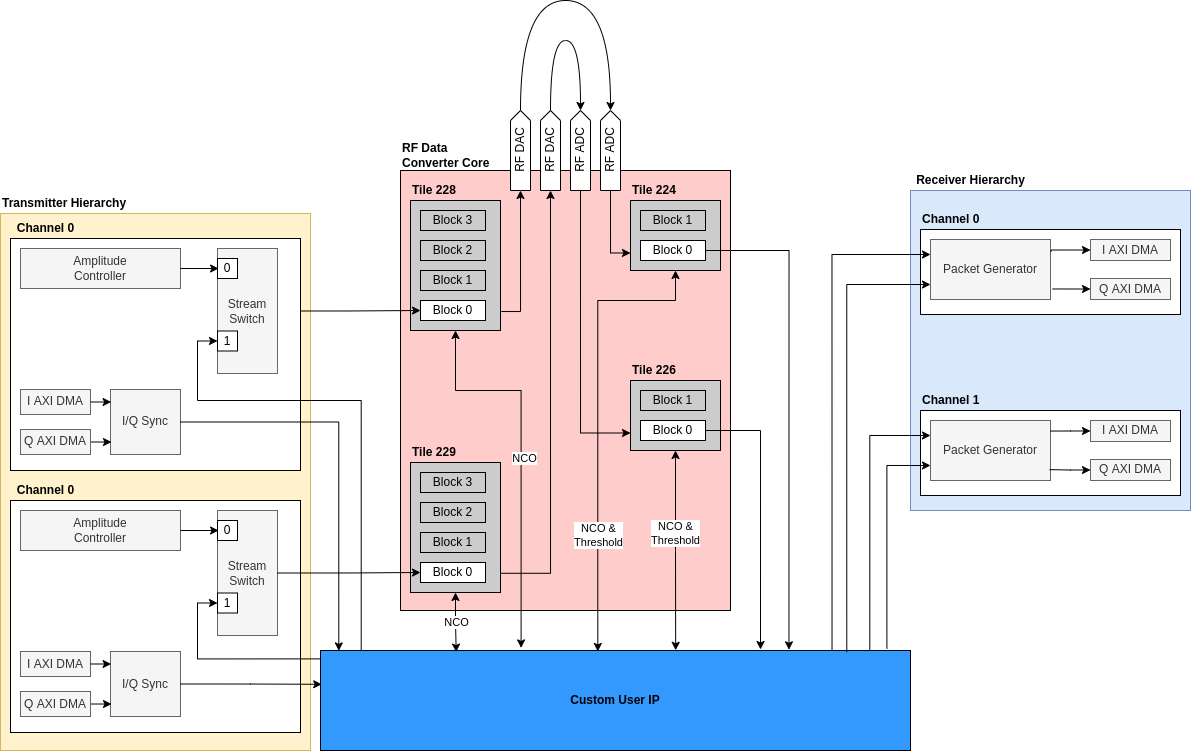 RF DAC
RF DAC
RF ADC
RF ADC
RF Data
Converter Core
Transmitter Hierarchy
Channel 0
Amplitude
Controller
0
Stream
Switch
1
I AXI DMA
Q AXI DMA
I/Q Sync
Channel 0
Amplitude
Controller
0
Stream
Switch
1
I AXI DMA
Q AXI DMA
I/Q Sync
Tile 228
Block 3
Block 2
Block 1
Block 0
Tile 229
Block 3
Block 2
Block 1
Block 0
NCO
NCO
Tile 224
Block 1
Block 0
Tile 226
Block 1
Block 0
NCO &
Threshold
NCO &
Threshold
Receiver Hierarchy
Channel 0
Packet Generator
I AXI DMA
Q AXI DMA
Channel 1
Packet Generator
I AXI DMA
Q AXI DMA
Custom User IP